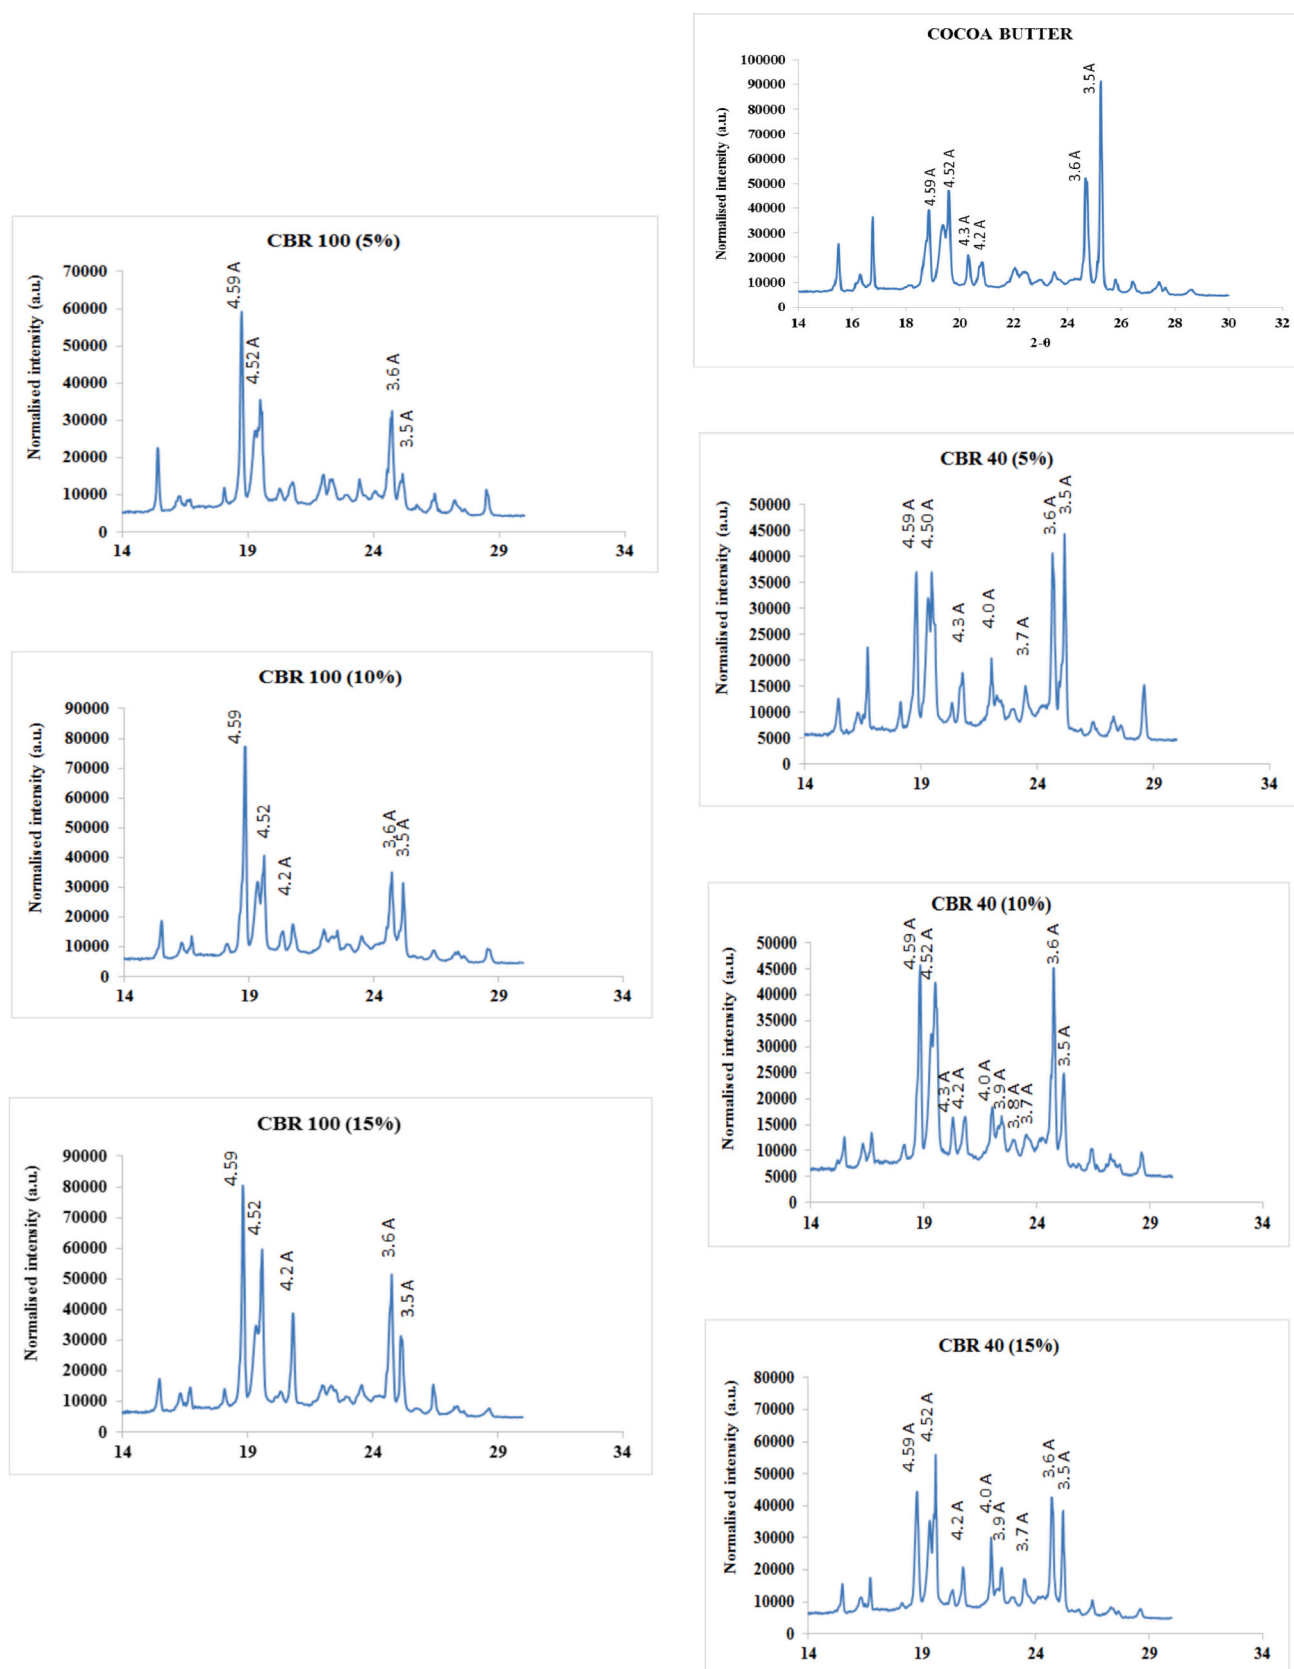 COCOA BUTTER
Normalised intensity (a.u.)
100000
90000
80000
70000
60000
50000
40000
30000
20000
10000
0
4.59 A
4.52 A
4.3 A
4.2 A
3.6 A
3.5 A
14 16 18 20 22 24 26 28 30 32
2-θ
CBR 100 (5%)
Normalised intensity (a.u.)
70000
60000
50000
40000
30000
20000
10000
0
4.59 A
4.52 A
3.6 A
3.5 A
14 19 24 29 34
CBR 40 (5%)
Normalised intensity (a.u.)
50000
45000
40000
35000
30000
25000
20000
15000
10000
5000
0
4.59 A
4.50 A
4.3 A
4.0 A
3.7 A
3.6 A
3.5 A
14 19 24 29 34
CBR 100 (10%)
Normalised intensity (a.u.)
90000
80000
70000
60000
50000
40000
30000
20000
10000
0
4.59
4.52
4.2 A
3.6 A
3.5 A
14 19 24 29 34
CBR 40 (10%)
Normalised intensity (a.u.)
50000
45000
40000
35000
30000
25000
20000
15000
10000
5000
0
4.59 A
4.52 A
4.3 A
4.2 A
4.0 A
3.9 A
3.8 A
3.7 A
3.6 A
3.5 A
14 19 24 29 34
CBR 100 (15%)
Normalised intensity (a.u.)
90000
80000
70000
60000
50000
40000
30000
20000
10000
0
4.59
4.52
4.2 A
3.6 A
3.5 A
14 19 24 29 34
CBR 40 (15%)
Normalised intensity (a.u.)
80000
70000
60000
50000
40000
30000
20000
10000
0
4.59 A
4.52 A
4.2 A
4.0 A
3.9 A
3.7 A
3.6 A
3.5 A
14 19 24 29 34